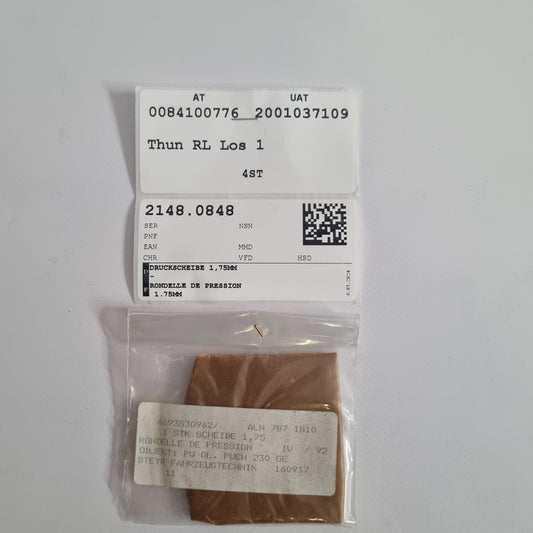 AT UAT
0084100776 2001037109
Thun RL Los 1
4ST
2148.0848
SER NSN
PNF
EAN MHD
CHR VFD HSD
DRUCKSCHEIBE 1,75MM
-
RONDELLE DE PRESSION
1.75MM
6693530962/ ALN 787 1810
1 STK SCHEIBE 1,75
RONDELLE DE PRESSION IV / 92
OBJEKT: PW GL. PUCH 230 GE
STEYR FAHRZEUGTECHNIK 160917
11